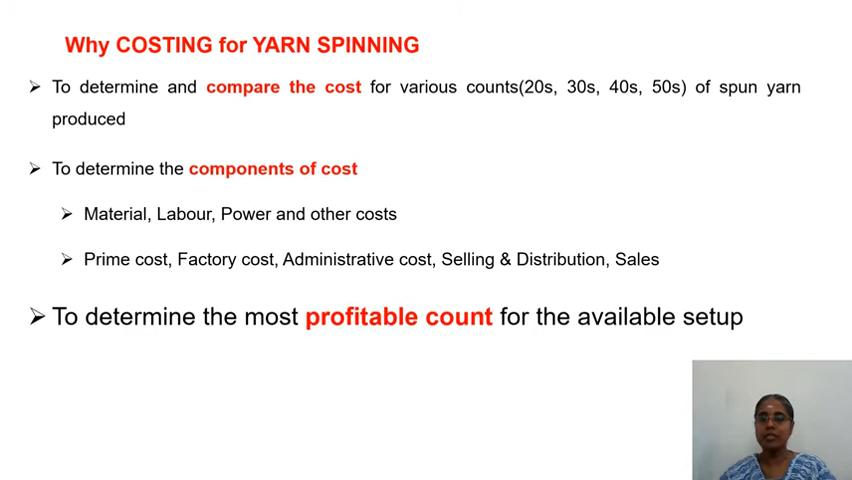 Why COSTING for YARN SPINNING
➢ To determine and compare the cost for various counts(20s, 30s, 40s, 50s) of spun yarn
produced
➢ To determine the components of cost
➢ Material, Labour, Power and other costs
➢ Prime cost, Factory cost, Administrative cost, Selling & Distribution, Sales
➢ To determine the most profitable count for the available setup